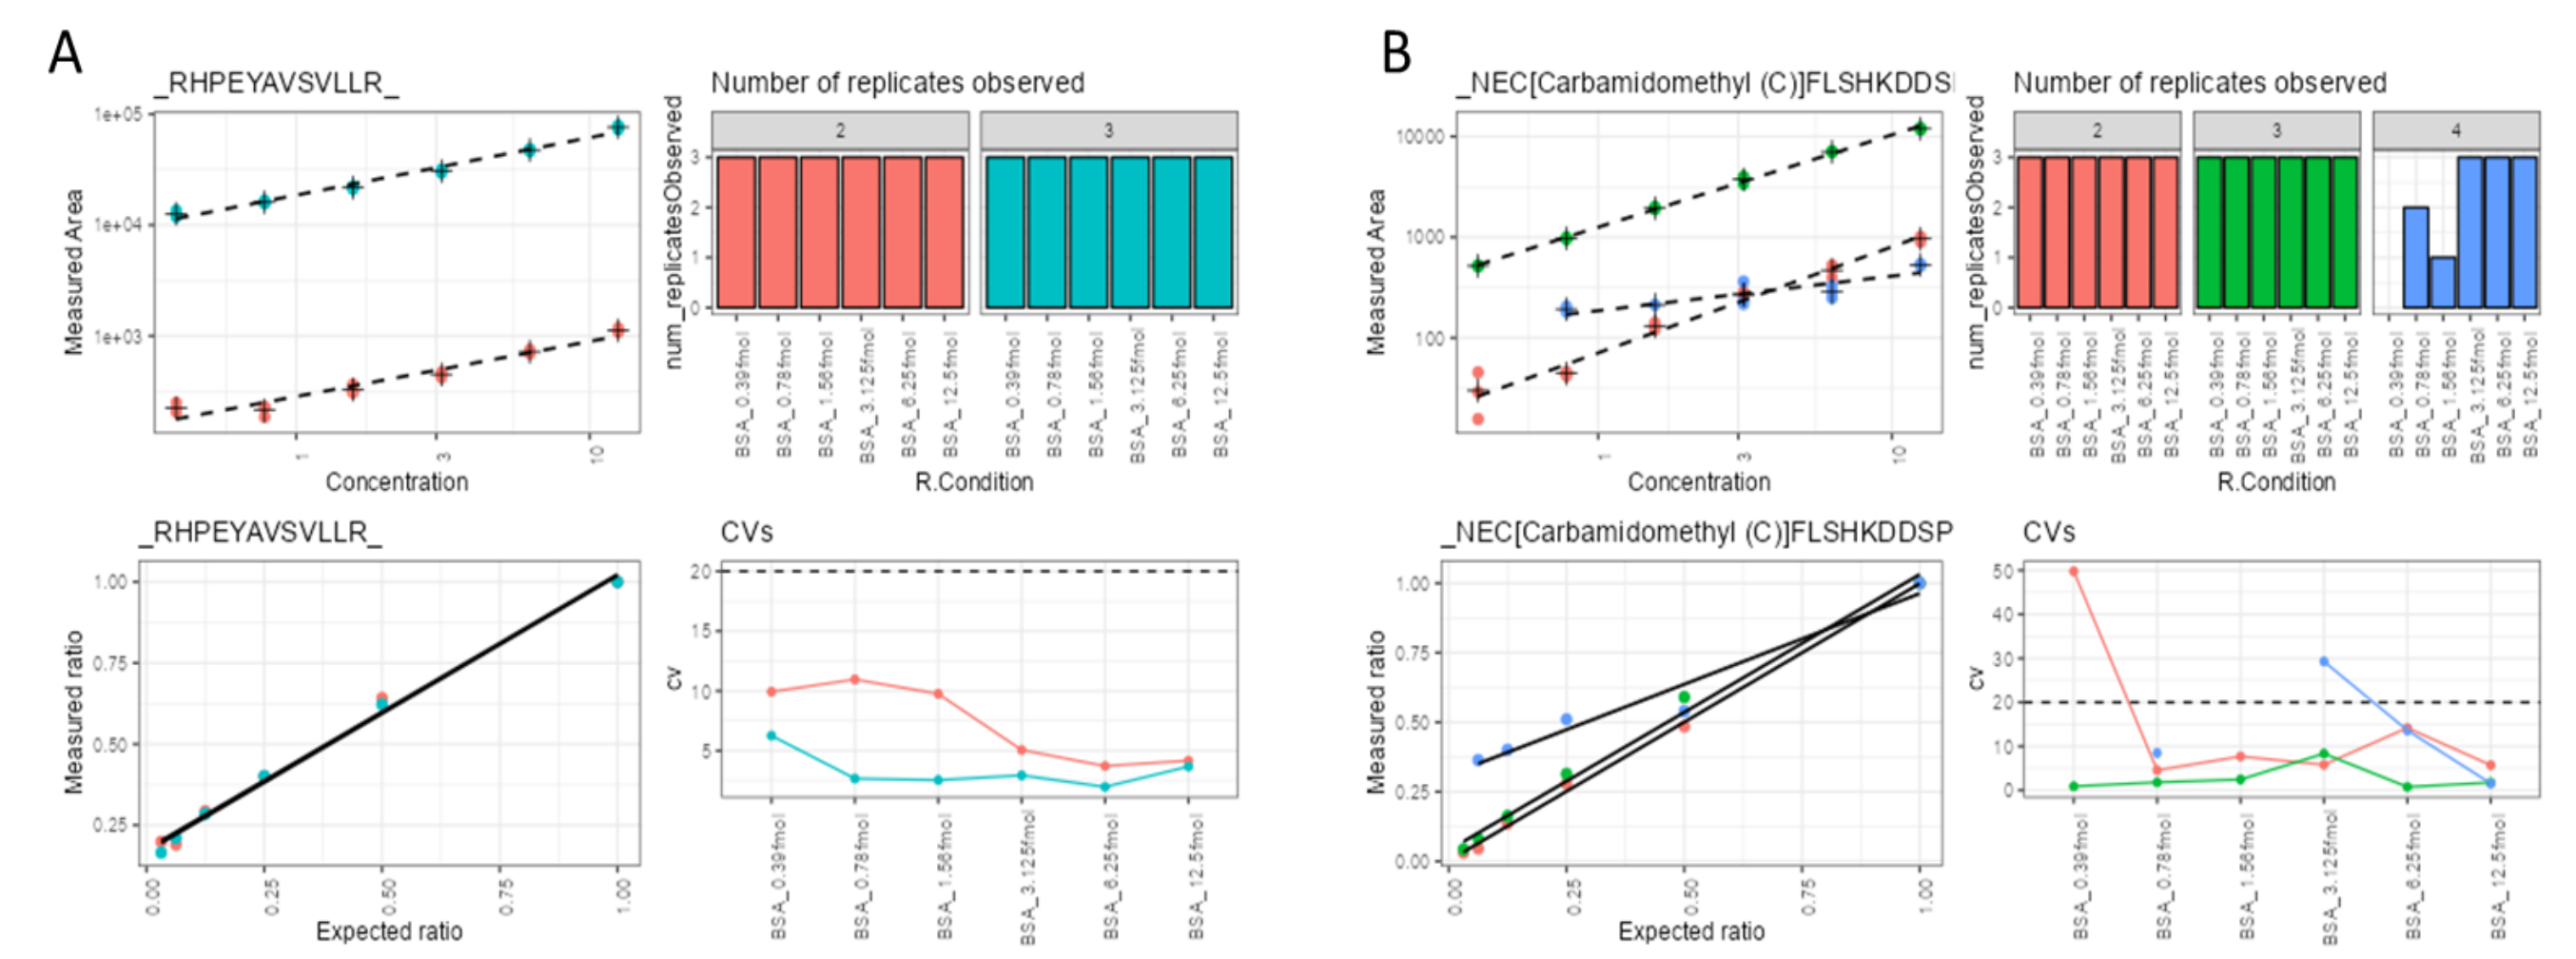 A
_RHPEYAVSVLLR_
Measured Area
1e+05
1e+04
1e+03
1
3
10
Concentration
Number of replicates observed
num_replicatesObserved
2
3
3
2
1
0
BSA_0.39fmol
BSA_0.78fmol
BSA_1.56fmol
BSA_3.125fmol
BSA_6.25fmol
BSA_12.5fmol
BSA_0.39fmol
BSA_0.78fmol
BSA_1.56fmol
BSA_3.125fmol
BSA_6.25fmol
BSA_12.5fmol
R.Condition
_RHPEYAVSVLLR_
Measured ratio
1.00
0.75
0.50
0.25
0.00
0.25
0.50
0.75
1.00
Expected ratio
CVs
cv
20
15
10
5
BSA_0.39fmol
BSA_0.78fmol
BSA_1.56fmol
BSA_3.125fmol
BSA_6.25fmol
BSA_12.5fmol
B
_NEC[Carbamidomethyl (C)]FLSHKDDS
Measured Area
10000
1000
100
1
3
10
Concentration
Number of replicates observed
num_replicatesObserved
2
3
4
3
2
1
0
BSA_0.39fmol
BSA_0.78fmol
BSA_1.56fmol
BSA_3.125fmol
BSA_6.25fmol
BSA_12.5fmol
BSA_0.39fmol
BSA_0.78fmol
BSA_1.56fmol
BSA_3.125fmol
BSA_6.25fmol
BSA_12.5fmol
BSA_0.39fmol
BSA_0.78fmol
BSA_1.56fmol
BSA_3.125fmol
BSA_6.25fmol
BSA_12.5fmol
R.Condition
_NEC[Carbamidomethyl (C)]FLSHKDDSP
Measured ratio
1.00
0.75
0.50
0.25
0.00
0.00
0.25
0.50
0.75
1.00
Expected ratio
CVs
cv
50
40
30
20
10
0
BSA_0.39fmol
BSA_0.78fmol
BSA_1.56fmol
BSA_3.125fmol
BSA_6.25fmol
BSA_12.5fmol